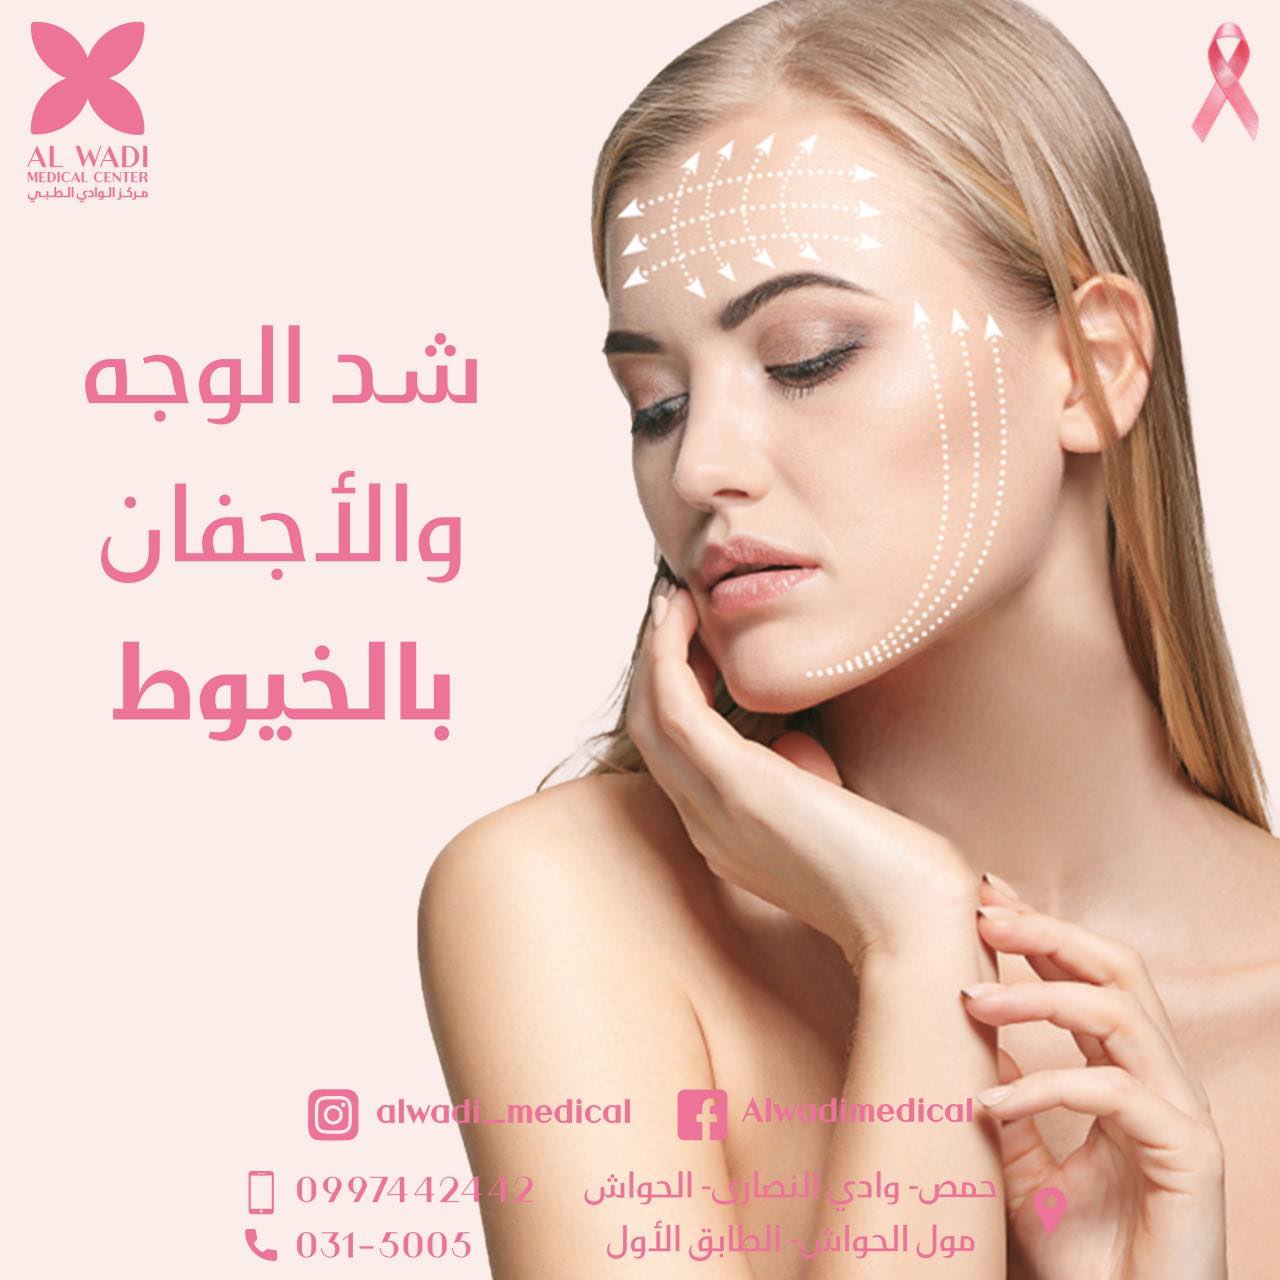 AL WADI
MEDICAL CENTER
مركز الوادي الطبي
شد الوجه
والأجفان
بالخيوط
alwadi_medical
Alwadimedical
0997442442
حمص- وادي النصارى- الحواش
031-5005
مول الحواش- الطابق الأول